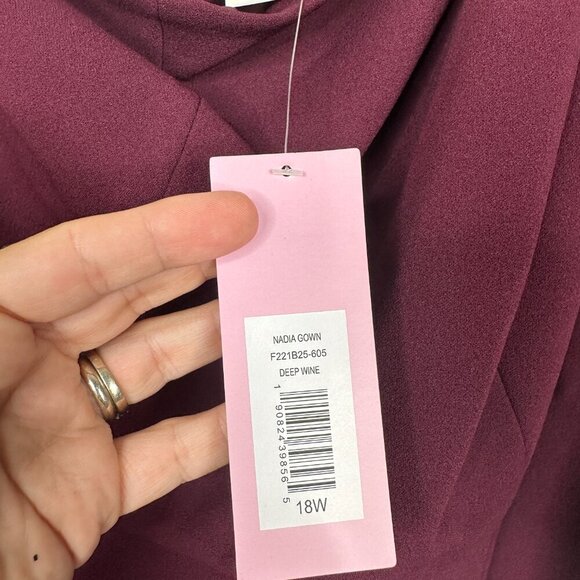 NADIA GOWN
F221B25-605
DEEP WINE
1 90824 39856 5
18W